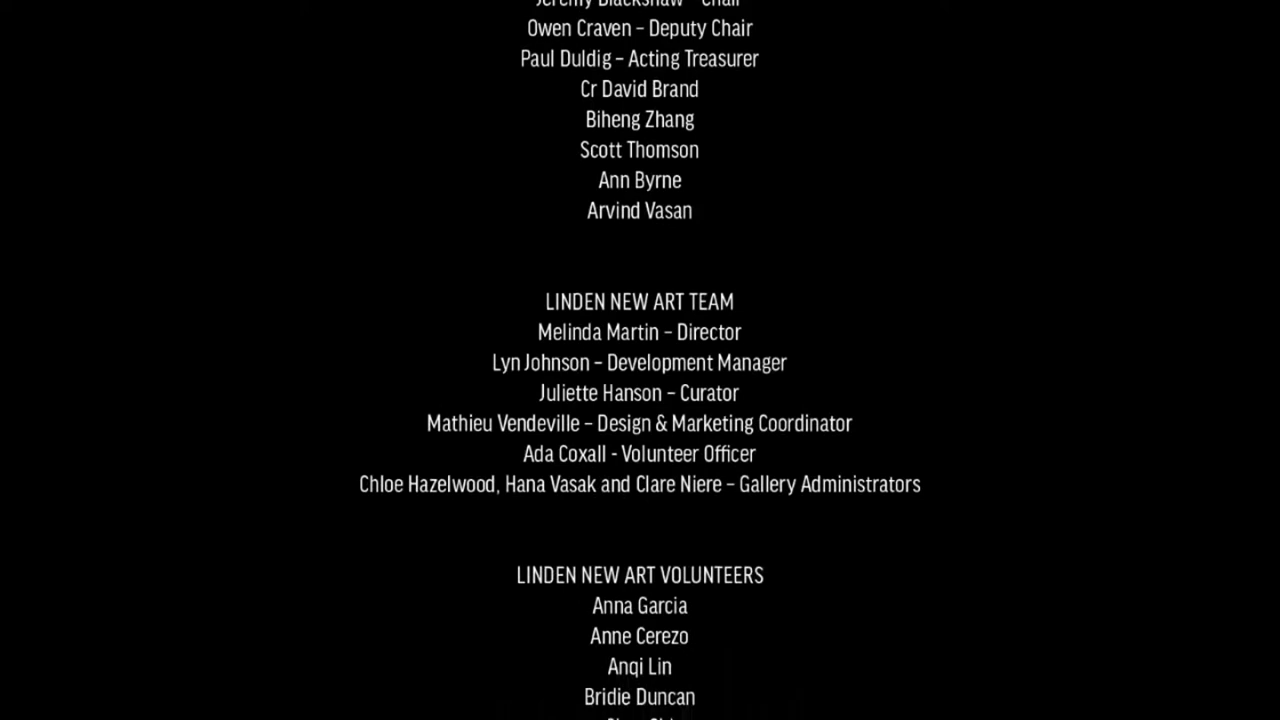 Jeremy Blackshaw – Chair
Owen Craven – Deputy Chair
Paul Duldig – Acting Treasurer
Cr David Brand
Biheng Zhang
Scott Thomson
Ann Byrne
Arvind Vasan
LINDEN NEW ART TEAM
Melinda Martin – Director
Lyn Johnson – Development Manager
Juliette Hanson – Curator
Mathieu Vendeville – Design & Marketing Coordinator
Ada Coxall - Volunteer Officer
Chloe Hazelwood, Hana Vasak and Clare Niere – Gallery Administrators
LINDEN NEW ART VOLUNTEERS
Anna Garcia
Anne Cerezo
Anqi Lin
Bridie Duncan